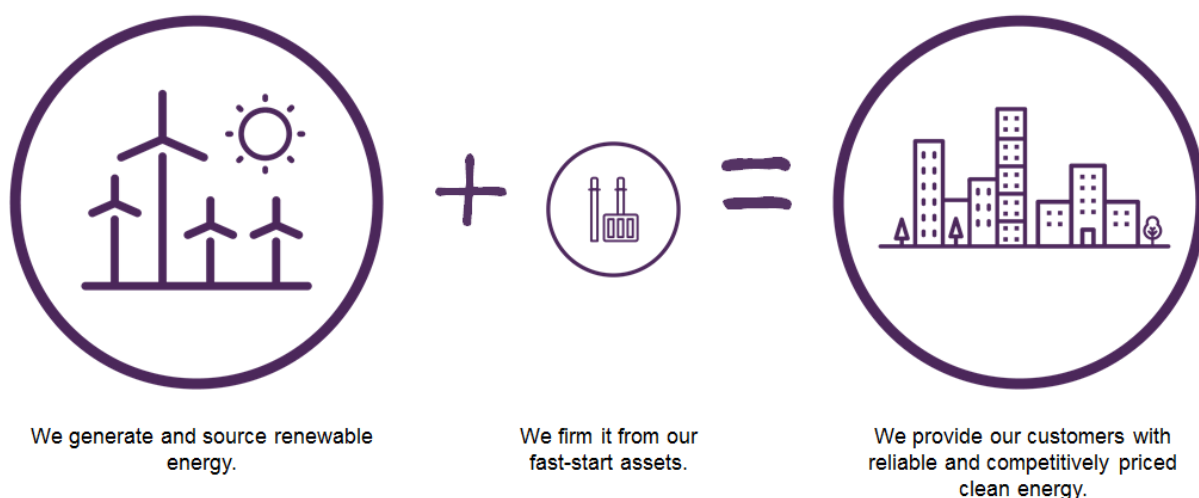 We generate and source renewable
energy.
We firm it from our
fast-start assets.
We provide our customers with
reliable and competitively priced
clean energy.